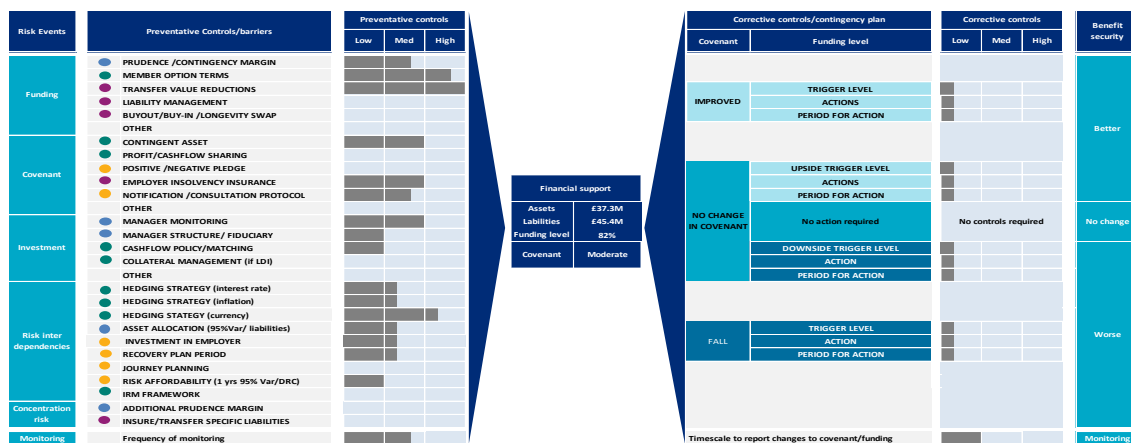 Preventative controls
Corrective controls/contingency plan
Corrective controls
Benefit
security
Risk Events
Preventative Controls/barriers
Low
Med
High
Covenant
Funding level
Low
Med
High
Funding
PRUDENCE /CONTINGENCY MARGIN
MEMBER OPTION TERMS
TRANSFER VALUE REDUCTIONS
LIABILITY MANAGEMENT
BUYOUT/BUY-IN /LONGEVITY SWAP
OTHER
Covenant
CONTINGENT ASSET
PROFIT/CASHFLOW SHARING
POSITIVE /NEGATIVE PLEDGE
EMPLOYER INSOLVENCY INSURANCE
NOTIFICATION /CONSULTATION PROTOCOL
OTHER
Investment
MANAGER MONITORING
MANAGER STRUCTURE/ FIDUCIARY
CASHFLOW POLICY/MATCHING
COLLATERAL MANAGEMENT (if LDI)
OTHER
Risk inter
dependencies
HEDGING STRATEGY (interest rate)
HEDGING STRATEGY (inflation)
HEDGING STATEGY (currency)
ASSET ALLOCATION (95%Var/ liabilities)
INVESTMENT IN EMPLOYER
RECOVERY PLAN PERIOD
JOURNEY PLANNING
RISK AFFORDABILITY (1 yrs 95% Var/DRC)
IRM FRAMEWORK
Concentration
risk
ADDITIONAL PRUDENCE MARGIN
INSURE/TRANSFER SPECIFIC LIABILITIES
Monitoring
Frequency of monitoring
Financial support
Assets £37.3M
Labilities £45.4M
Funding level 82%
Covenant Moderate
IMPROVED
TRIGGER LEVEL
ACTIONS
PERIOD FOR ACTION
NO CHANGE
IN COVENANT
UPSIDE TRIGGER LEVEL
ACTIONS
PERIOD FOR ACTION
No action required
No controls required
DOWNSIDE TRIGGER LEVEL
ACTION
PERIOD FOR ACTION
FALL
TRIGGER LEVEL
ACTION
PERIOD FOR ACTION
Timescale to report changes to covenant/funding
Better
No change
Worse
Monitoring